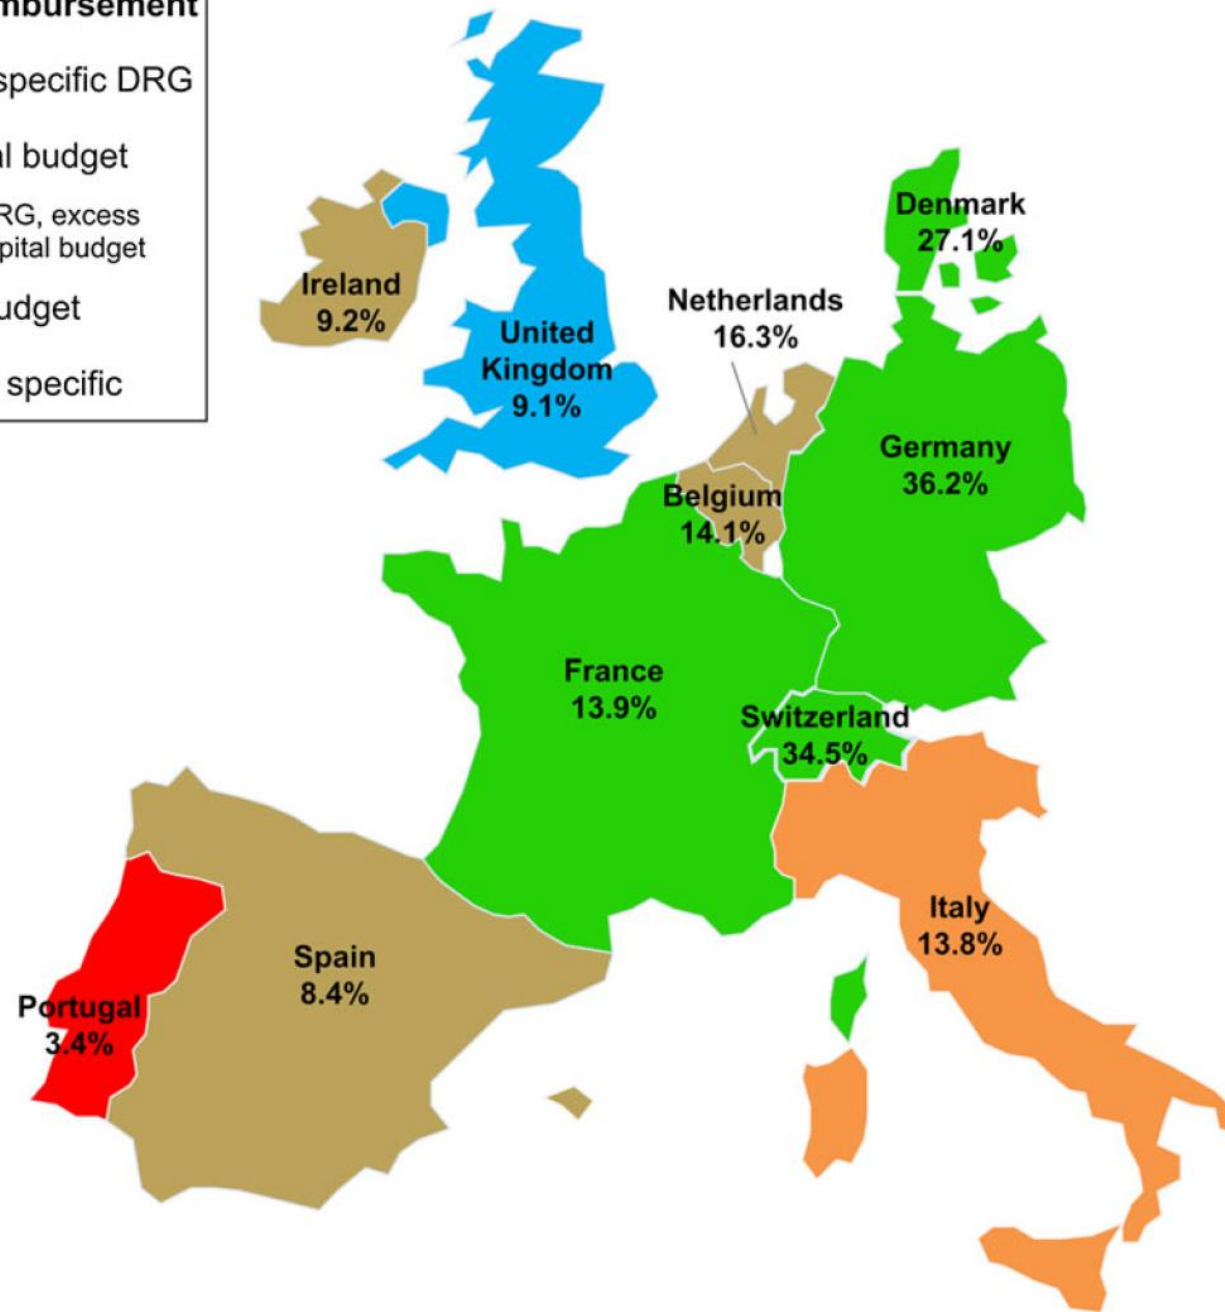 mbursement
specific DRG
l budget
RG, excess
pital budget
udget
specific
Denmark
27.1%
Ireland
9.2%
Netherlands
16.3%
United
Kingdom
9.1%
Germany
36.2%
Belgium
14.1%
France
13.9%
Switzerland
34.5%
Italy
13.8%
Spain
8.4%
Portugal
3.4%